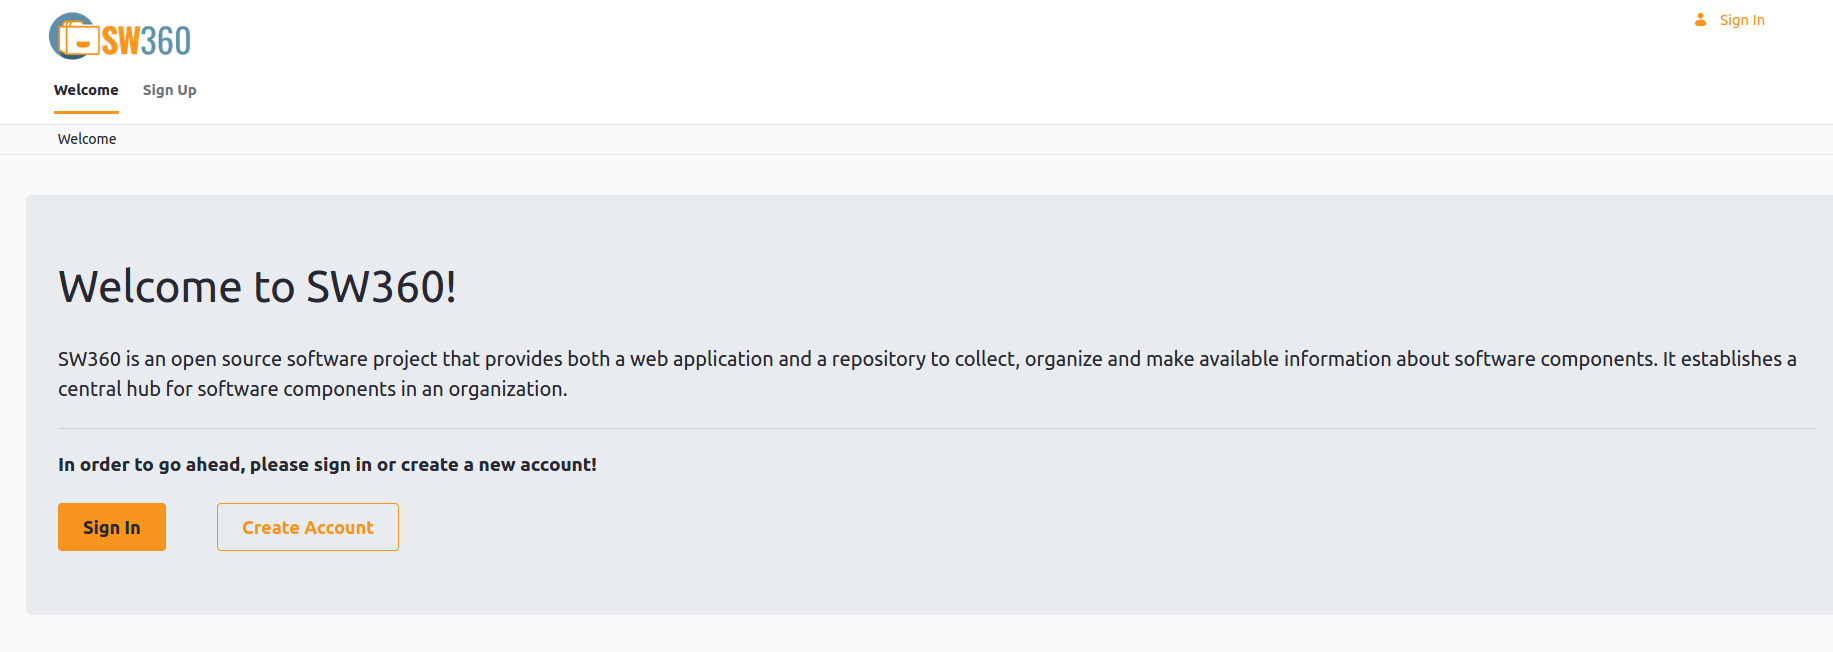 SW360
Sign In
Welcome
Sign Up
Welcome
Welcome to SW360!
SW360 is an open source software project that provides both a web application and a repository to collect, organize and make available information about software components. It establishes a
central hub for software components in an organization.
In order to go ahead, please sign in or create a new account!
Sign In
Create Account